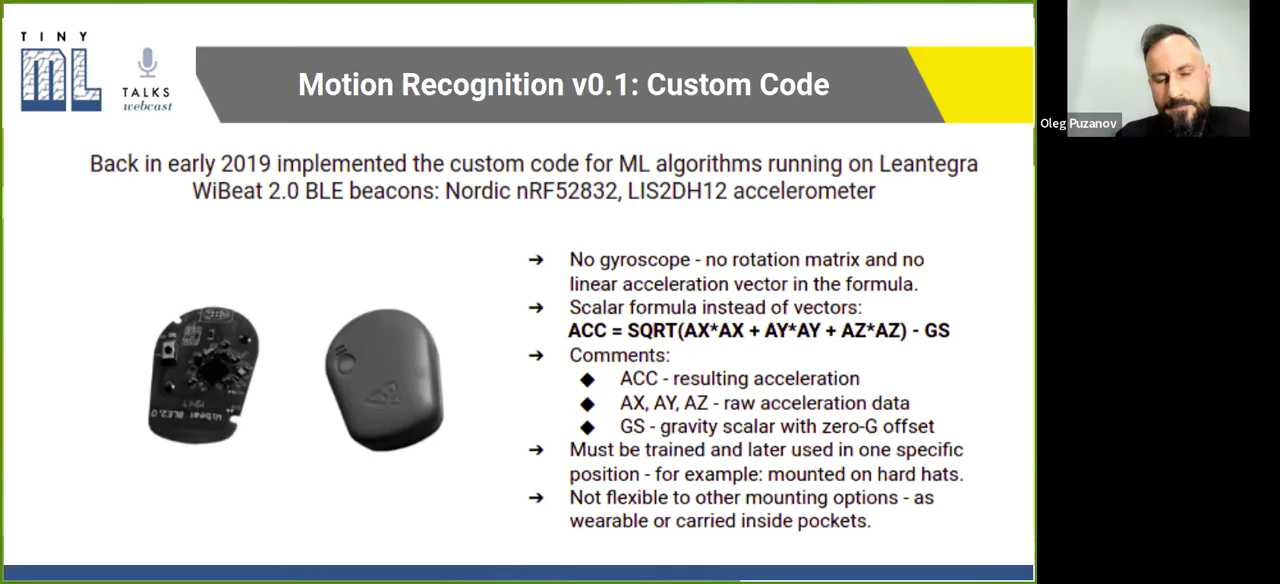 TINY
ML
TALKS
webcast
Motion Recognition v0.1: Custom Code
Oleg Puzanov
Back in early 2019 implemented the custom code for ML algorithms running on Leantegra
WiBeat 2.0 BLE beacons: Nordic nRF52832, LIS2DH12 accelerometer
➔ No gyroscope - no rotation matrix and no
linear acceleration vector in the formula.
➔ Scalar formula instead of vectors:
ACC = SQRT(AX*AX + AY*AY + AZ*AZ) - GS
➔ Comments:
◆ ACC - resulting acceleration
◆ AX, AY, AZ - raw acceleration data
◆ GS - gravity scalar with zero-G offset
➔ Must be trained and later used in one specific
position - for example: mounted on hard hats.
➔ Not flexible to other mounting options - as
wearable or carried inside pockets.